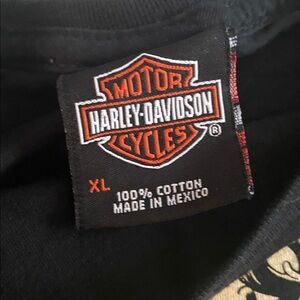 MOTOR
HARLEY-DAVIDSON
CYCLES
®
XL
100% COTTON
MADE IN MEXICO